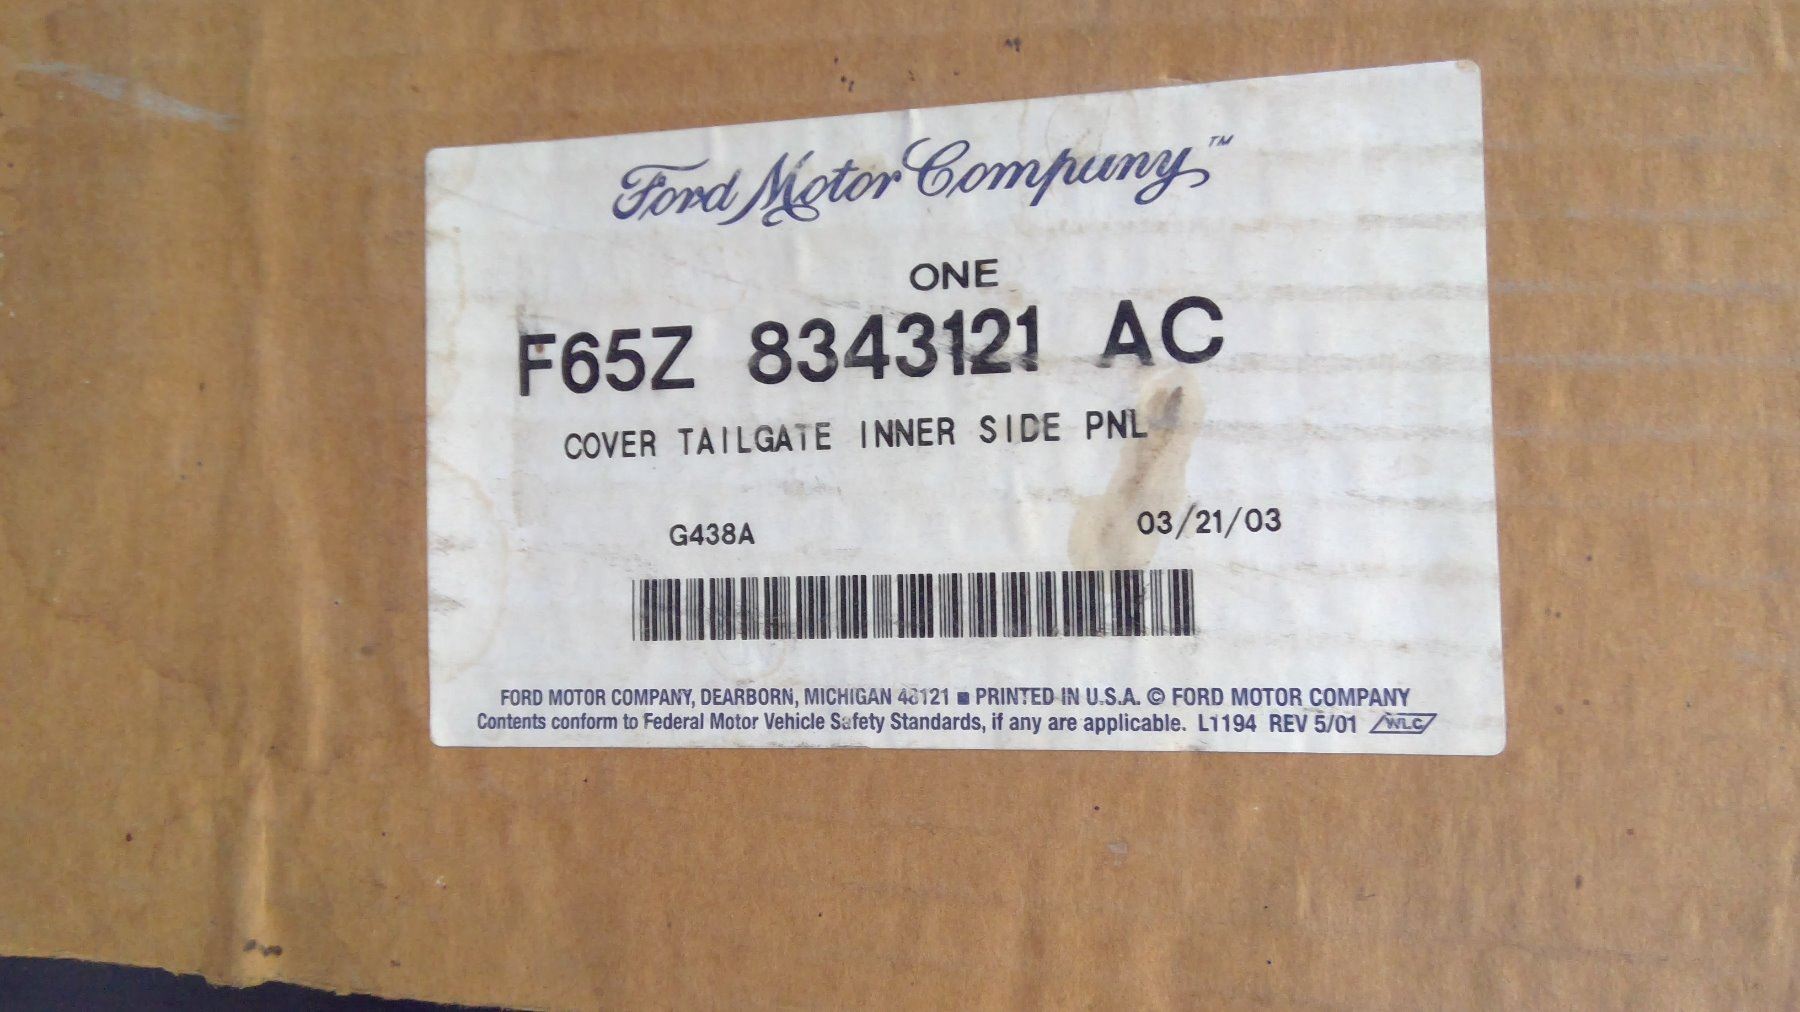 Ford Motor Company™
ONE
F65Z 8343121 AC
COVER TAILGATE INNER SIDE PNL
G438A 03/21/03
FORD MOTOR COMPANY, DEARBORN, MICHIGAN 48121 ■ PRINTED IN U.S.A. © FORD MOTOR COMPANY
Contents conform to Federal Motor Vehicle Safety Standards, if any are applicable. L1194 REV 5/01 WLC